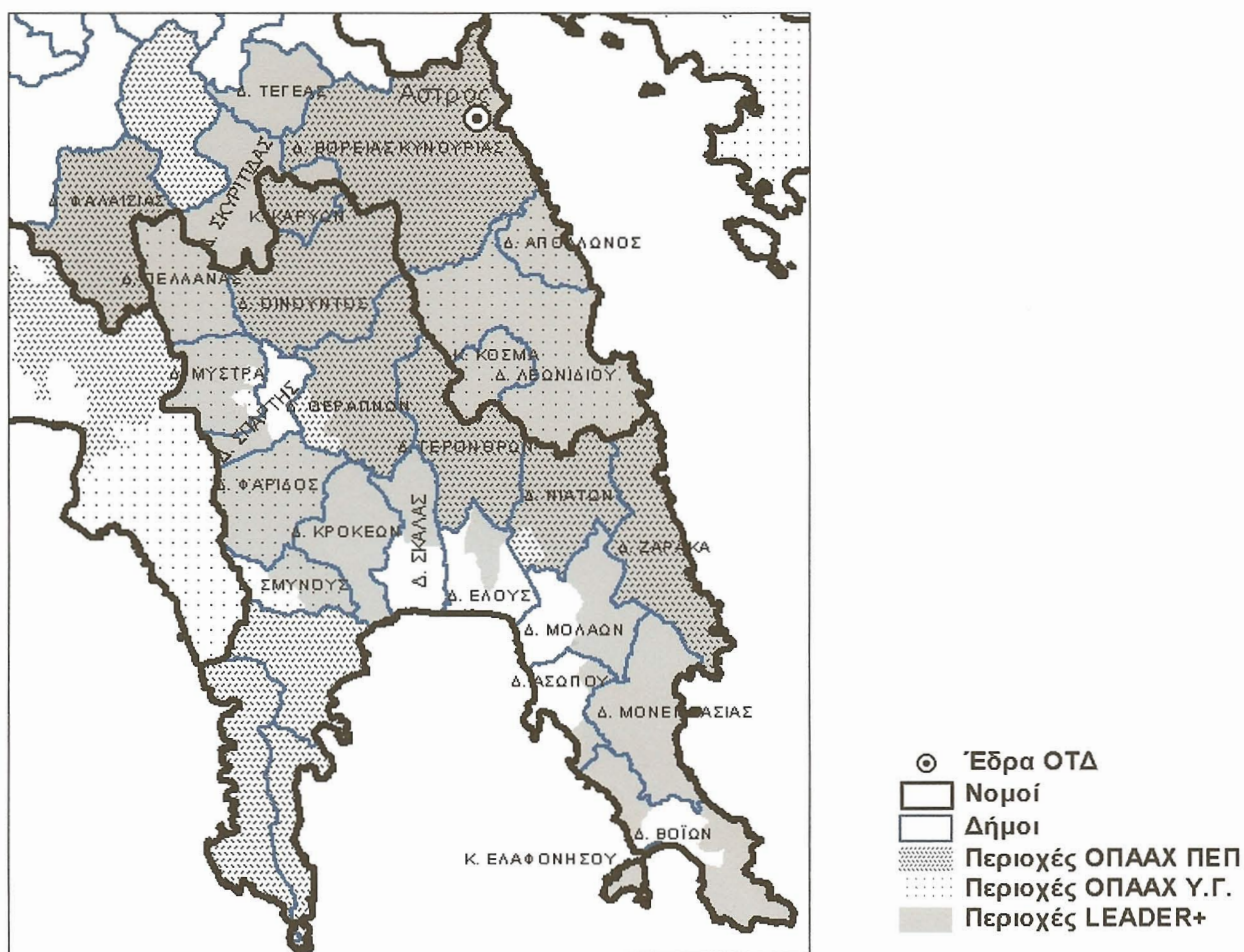 Δ. ΤΕΓΕΑΣ
Άστρος
Δ. ΒΟΡΕΙΑΣ ΚΥΝΟΥΡΙΑΣ
Δ. ΣΚΥΡΙΤΙΔΑΣ
Δ. ΦΑΛΑΙΣΙΑΣ
Κ. ΚΑΡΥΩΝ
Δ. ΑΠΟΛΛΩΝΟΣ
Δ. ΠΕΛΛΑΝΑΣ
Δ. ΟΙΝΟΥΝΤΟΣ
Κ. ΚΟΣΜΑ
Δ. ΛΕΩΝΙΔΙΟΥ
Δ. ΜΥΣΤΡΑ
Δ. ΣΠΑΡΤΗΣ
Δ. ΘΕΡΑΠΝΩΝ
Δ. ΓΕΡΟΝΘΡΩΝ
Δ. ΦΑΡΙΔΟΣ
Δ. ΝΙΑΤΩΝ
Δ. ΚΡΟΚΕΩΝ
Δ. ΣΚΑΛΑΣ
Δ. ΖΑΡΑΚΑ
Δ. ΣΜΥΝΟΥΣ
Δ. ΕΛΟΥΣ
Δ. ΜΟΛΑΩΝ
Δ. ΑΣΩΠΟΥ
Δ. ΜΟΝΕΜΒΑΣΙΑΣ
Δ. ΒΟΪΩΝ
Κ. ΕΛΑΦΟΝΗΣΟΥ
Έδρα ΟΤΔ
Νομοί
Δήμοι
Περιοχές ΟΠΑΑΧ ΠΕΠ
Περιοχές ΟΠΑΑΧ Υ.Γ.
Περιοχές LEADER+